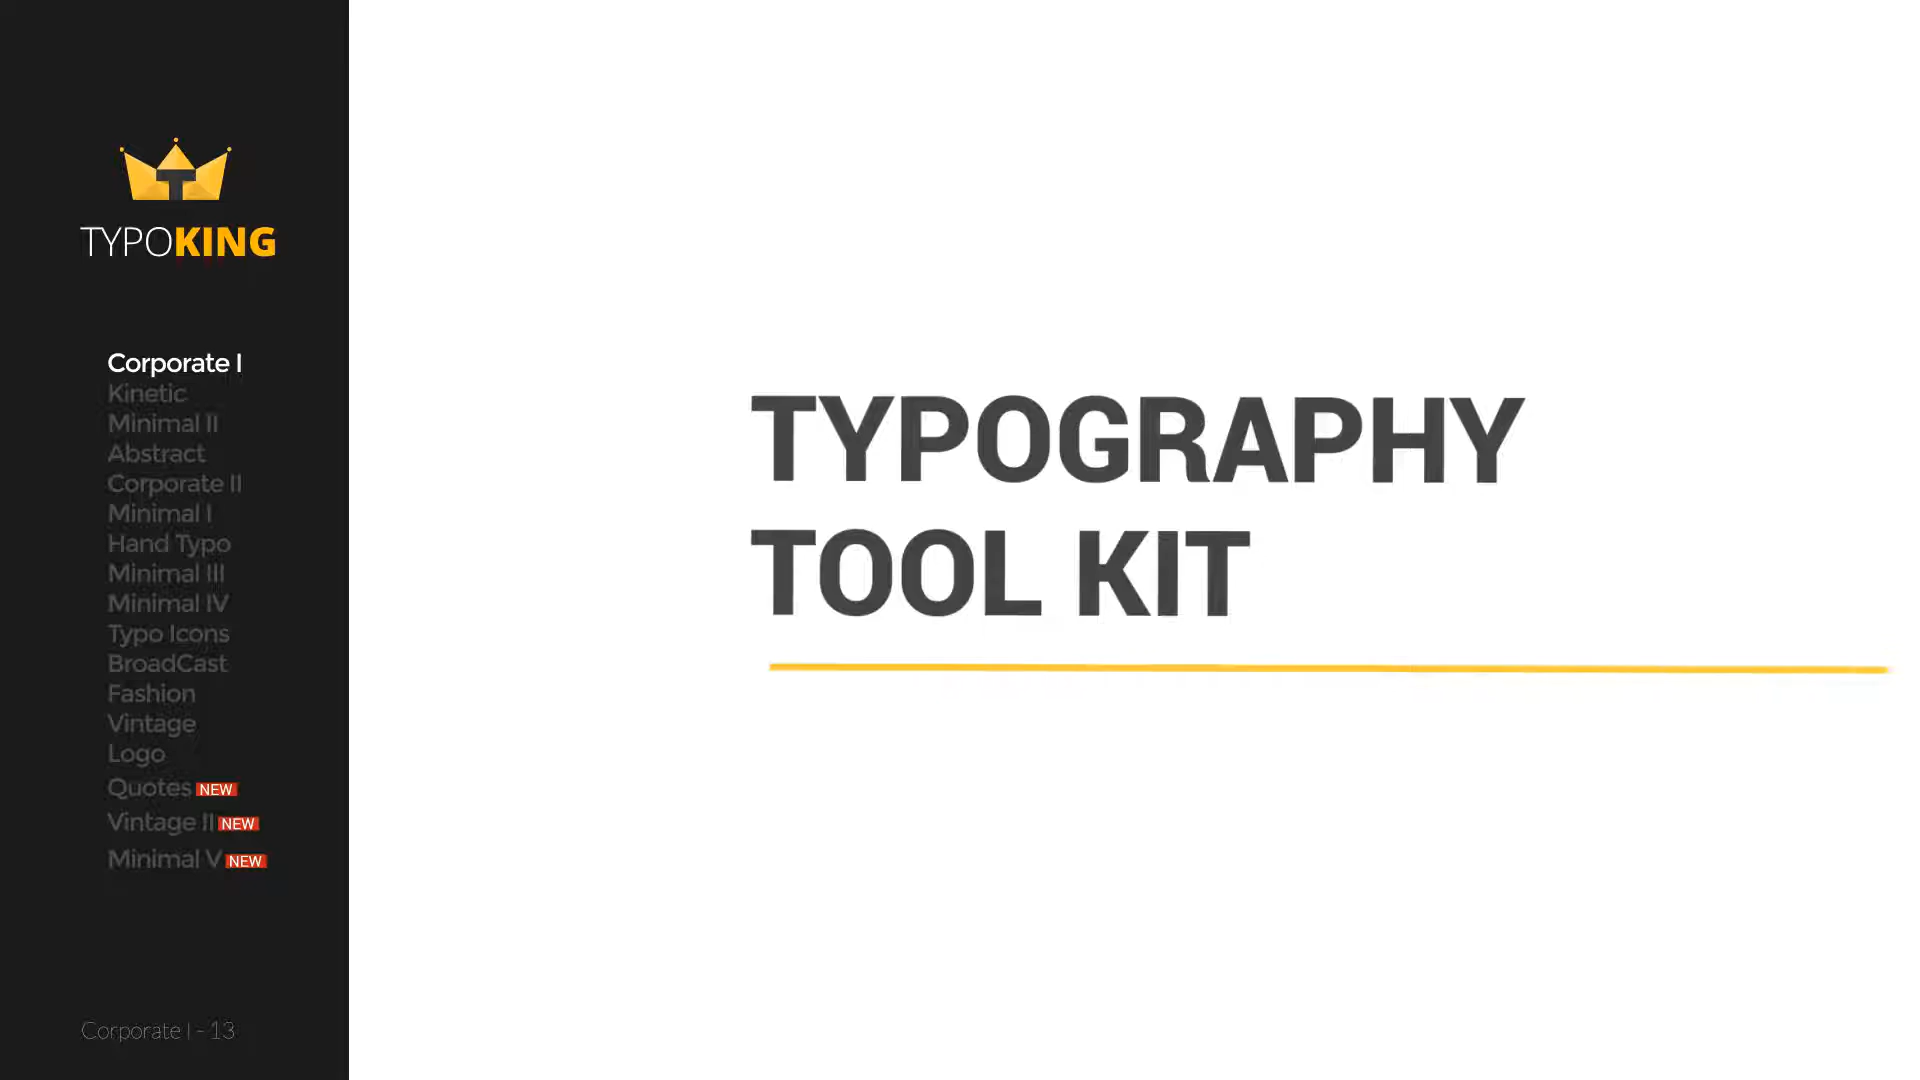 TYPOKING
Corporate I
Kinetic
Minimal II
Abstract
Corporate II
Minimal I
Hand Typo
Minimal III
Minimal IV
Typo Icons
BroadCast
Fashion
Vintage
Logo
Quotes NEW
Vintage II NEW
Minimal V NEW
Corporate I - 13
TYPOGRAPHY
TOOL KIT